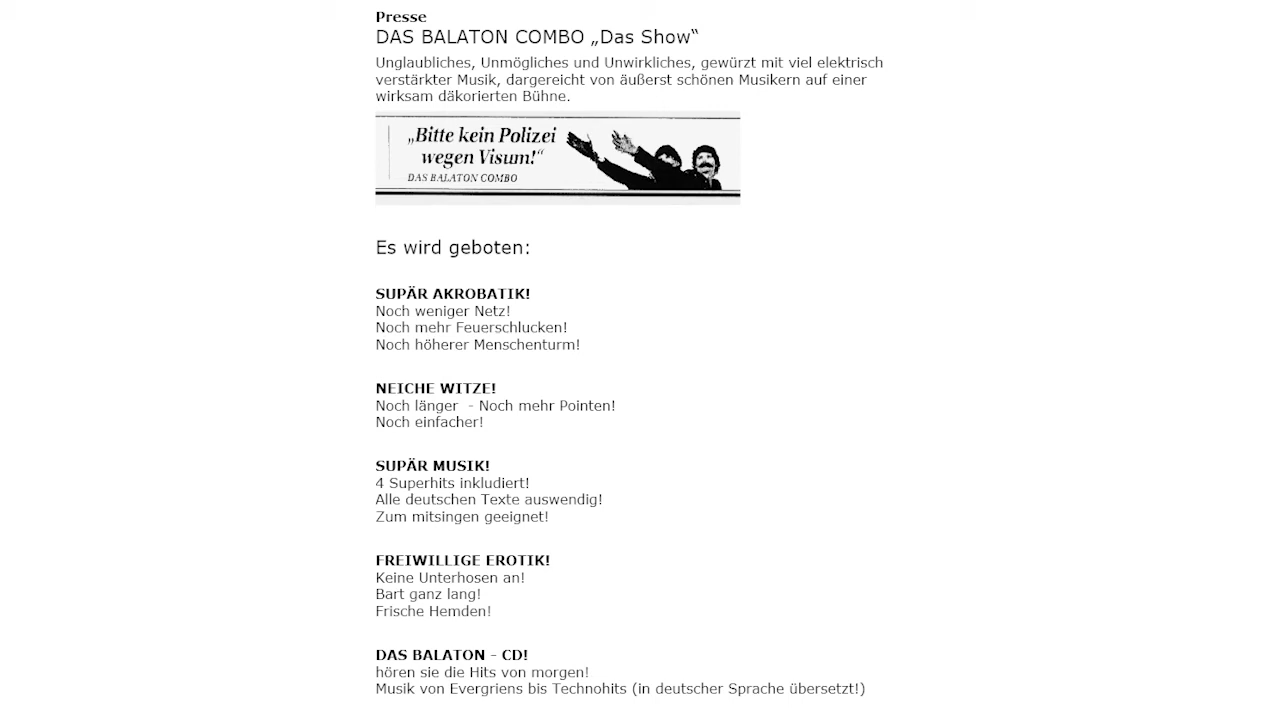 Presse
DAS BALATON COMBO „Das Show“
Unglaubliches, Unmögliches und Unwirkliches, gewürzt mit viel elektrisch
verstärkter Musik, dargereicht von äußerst schönen Musikern auf einer
wirksam däkorierten Bühne.
„Bitte kein Polizei
wegen Visum!“
DAS BALATON COMBO
Es wird geboten:
SUPÄR AKROBATIK!
Noch weniger Netz!
Noch mehr Feuerschlucken!
Noch höherer Menschenturm!
NEICHE WITZE!
Noch länger - Noch mehr Pointen!
Noch einfacher!
SUPÄR MUSIK!
4 Superhits inkludiert!
Alle deutschen Texte auswendig!
Zum mitsingen geeignet!
FREIWILLIGE EROTIK!
Keine Unterhosen an!
Bart ganz lang!
Frische Hemden!
DAS BALATON - CD!
hören sie die Hits von morgen!
Musik von Evergriens bis Technohits (in deutscher Sprache übersetzt!)